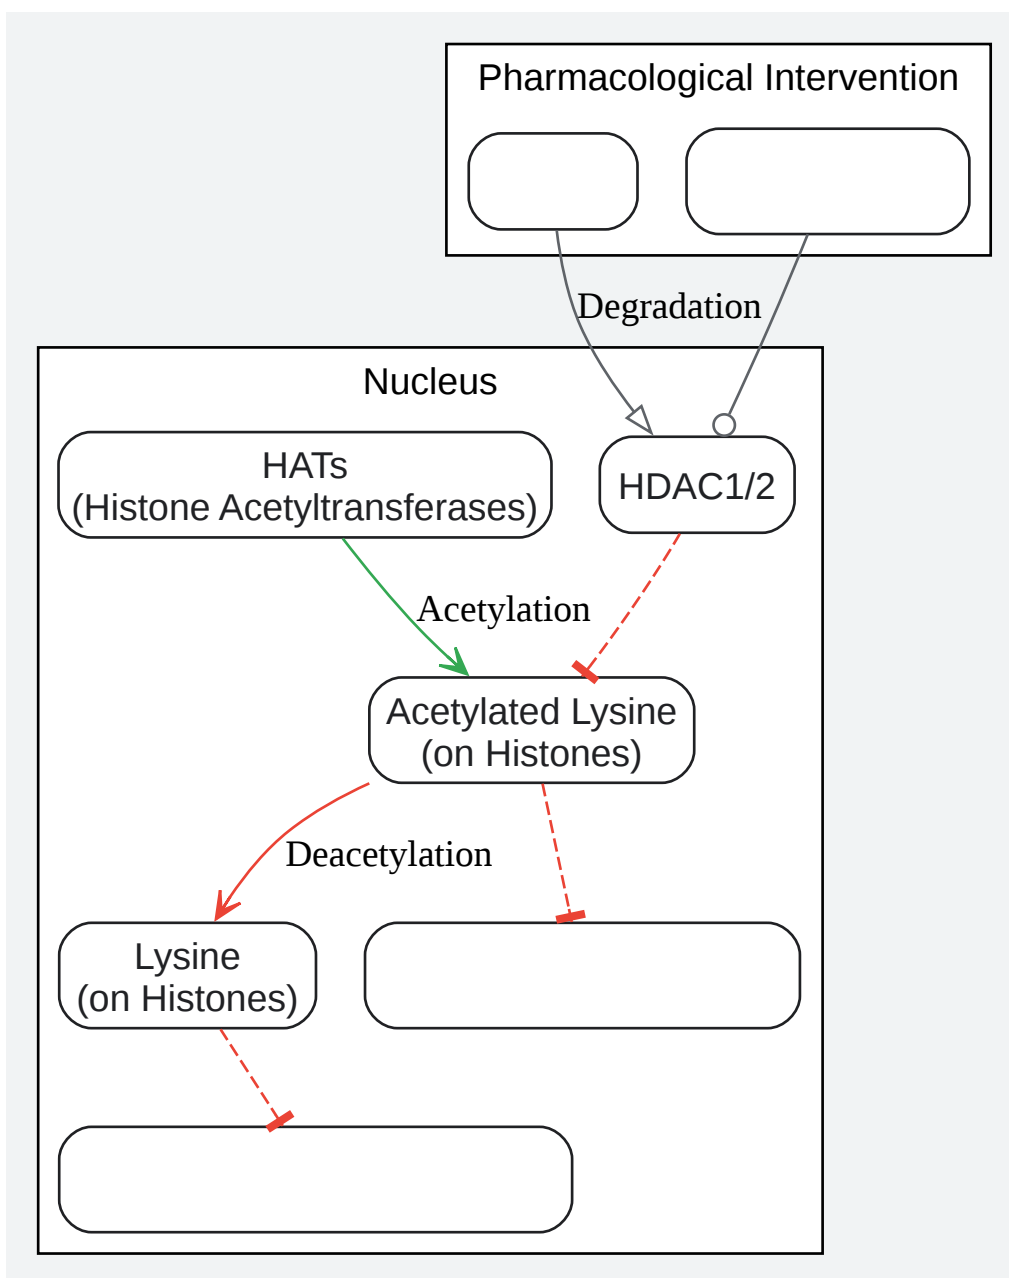 Pharmacological Intervention
Degradation
Nucleus
HATs
(Histone Acetyltransferases)
HDAC1/2
Acetylation
Acetylated Lysine
(on Histones)
Deacetylation
Lysine
(on Histones)